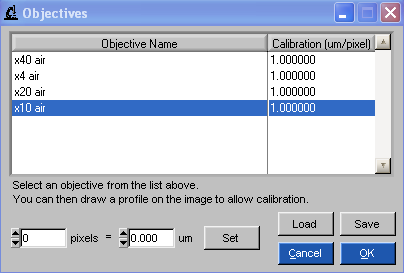 Objectives
Objective Name Calibration (um/pixel)
x40 air 1.000000
x4 air 1.000000
x20 air 1.000000
x10 air 1.000000
Select an objective from the list above.
You can then draw a profile on the image to allow calibration.
0 pixels = 0.000 um Set
Load Save
Cancel OK